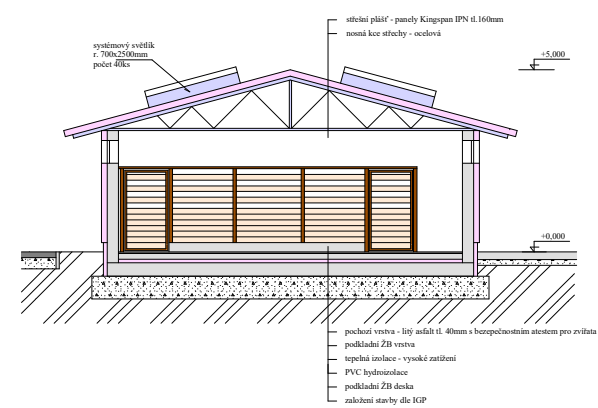 střešní plášť - panely Kingspan IPN tl.160mm
nosná kce střechy - ocelová
systémový světlík
r. 700x2500mm
počet 40ks
+5,000
+0,000
pochozí vrstva - litý asfalt tl. 40mm s bezepečnostním atestem pro zvířata
podkladní ŽB vrstva
tepelná izolace - vysoké zatížení
PVC hydroizolace
podkladní ŽB deska
založení stavby dle IGP